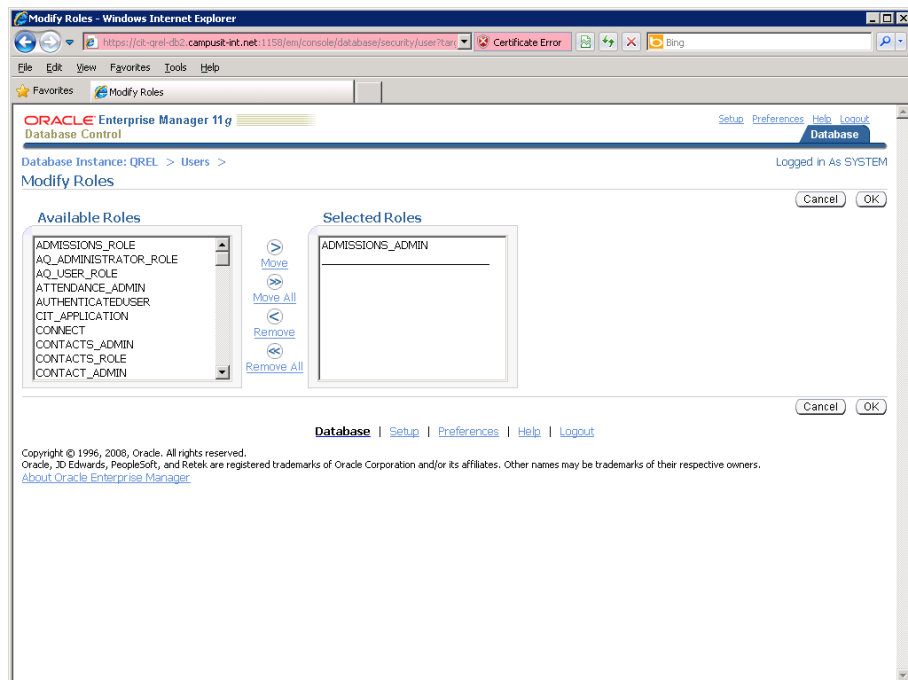 Modify Roles - Windows Internet Explorer
https://cit-qrel-db2.campusit-int.net:1158/em/console/database/security/user?tar
Certificate Error
Bing
File Edit View Favorites Tools Help
Favorites
Modify Roles
ORACLE Enterprise Manager 11g
Database Control
Setup Preferences Help Logout
Database
Database Instance: QREL > Users >
Logged in As SYSTEM
Modify Roles
Cancel OK
Available Roles
Selected Roles
ADMISSIONS_ROLE
AQ_ADMINISTRATOR_ROLE
AQ_USER_ROLE
ATTENDANCE_ADMIN
AUTHENTICATEDUSER
CIT_APPLICATION
CONNECT
CONTACTS_ADMIN
CONTACTS_ROLE
CONTACT_ADMIN
Move
Move All
Remove
Remove All
ADMISSIONS_ADMIN
Cancel OK
Database | Setup | Preferences | Help | Logout
Copyright © 1996, 2008, Oracle. All rights reserved.
Oracle, JD Edwards, PeopleSoft, and Retek are registered trademarks of Oracle Corporation and/or its affiliates. Other names may be trademarks of their respective owners.
About Oracle Enterprise Manager